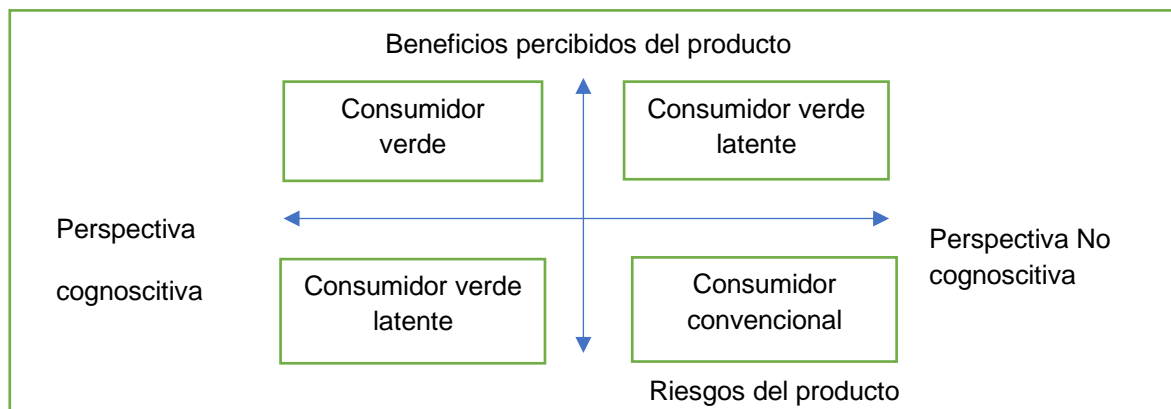 Beneficios percibidos del producto
Consumidor
verde
Consumidor verde
latente
Perspectiva
cognoscitiva
Perspectiva No
cognoscitiva
Consumidor verde
latente
Consumidor
convencional
Riesgos del producto